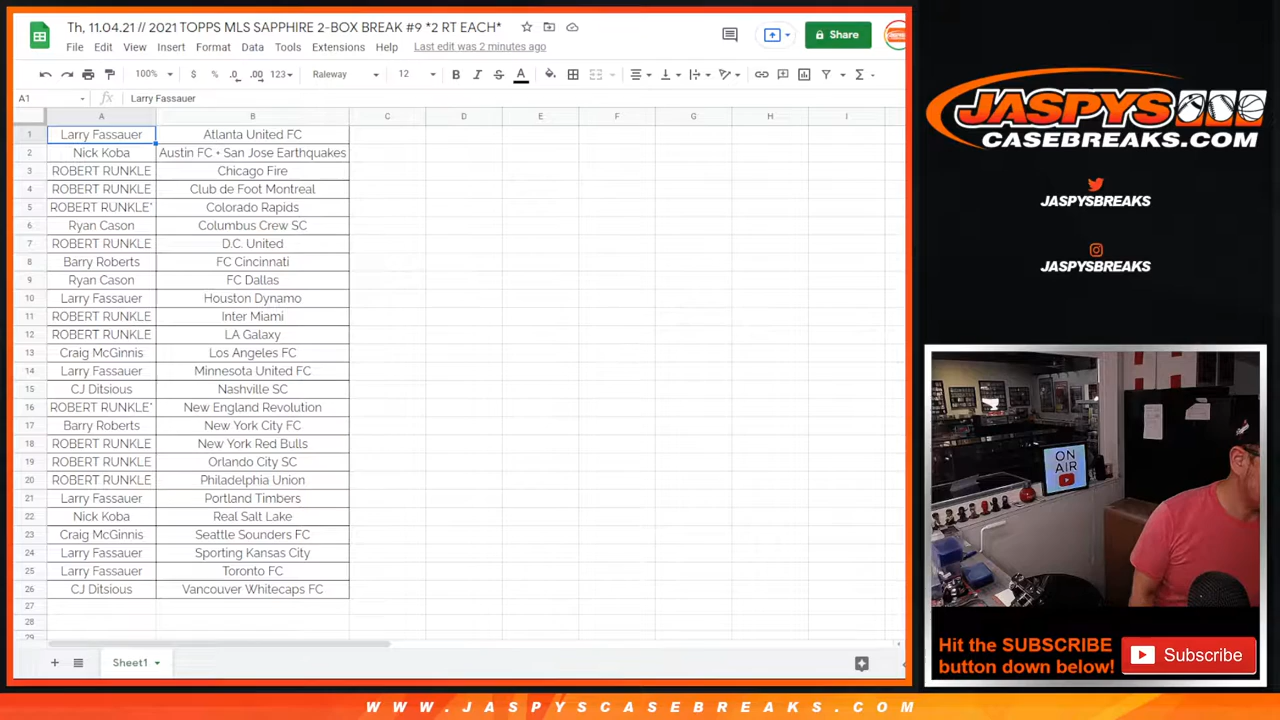 Th, 11.04.21 // 2021 TOPPS MLS SAPPHIRE 2-BOX BREAK #9 *2 RT EACH*
File Edit View Insert Format Data Tools Extensions Help Last edit was 2 minutes ago
Share
100% $ % .0 .00 123 Raleway 12 B I S A
A1 fx Larry Fassauer
A B C D E F G H I
1 Larry Fassauer Atlanta United FC
2 Nick Koba Austin FC + San Jose Earthquakes
3 ROBERT RUNKLE Chicago Fire
4 ROBERT RUNKLE Club de Foot Montreal
5 ROBERT RUNKLE* Colorado Rapids
6 Ryan Cason Columbus Crew SC
7 ROBERT RUNKLE D.C. United
8 Barry Roberts FC Cincinnati
9 Ryan Cason FC Dallas
10 Larry Fassauer Houston Dynamo
11 ROBERT RUNKLE Inter Miami
12 ROBERT RUNKLE LA Galaxy
13 Craig McGinnis Los Angeles FC
14 Larry Fassauer Minnesota United FC
15 CJ Ditsious Nashville SC
16 ROBERT RUNKLE* New England Revolution
17 Barry Roberts New York City FC
18 ROBERT RUNKLE New York Red Bulls
19 ROBERT RUNKLE Orlando City SC
20 ROBERT RUNKLE Philadelphia Union
21 Larry Fassauer Portland Timbers
22 Nick Koba Real Salt Lake
23 Craig McGinnis Seattle Sounders FC
24 Larry Fassauer Sporting Kansas City
25 Larry Fassauer Toronto FC
26 CJ Ditsious Vancouver Whitecaps FC
27
28
29
Sheet1
JASPYS
CASEBREAKS.COM
JASPYSBREAKS
JASPYSBREAKS
ON
AIR
Hit the SUBSCRIBE
button down below!
Subscribe
WWW.JASPYSCASEBREAKS.COM